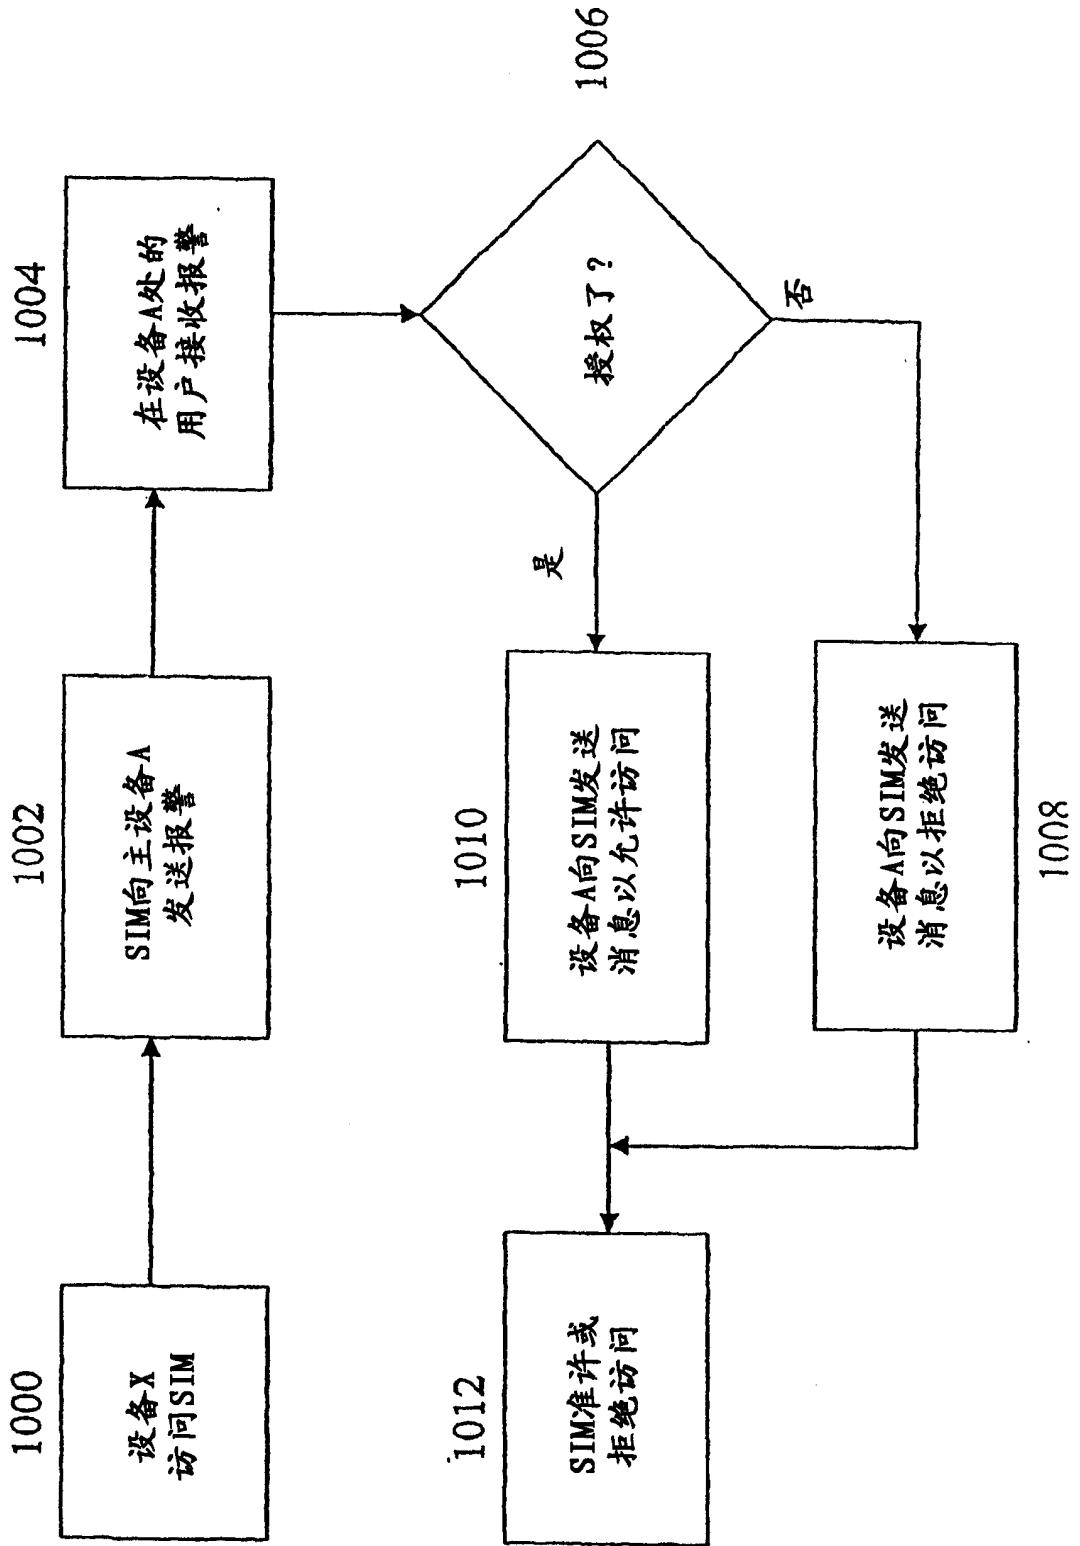 1000
设备X
访问SIM
1002
SIM向主设备A
发送报警
1004
在设备A处的
用户接收报警
1006
授权了?
是
否
1010
设备A向SIM发送
消息以允许访问
1008
设备A向SIM发送
消息以拒绝访问
1012
SIM准许或
拒绝访问